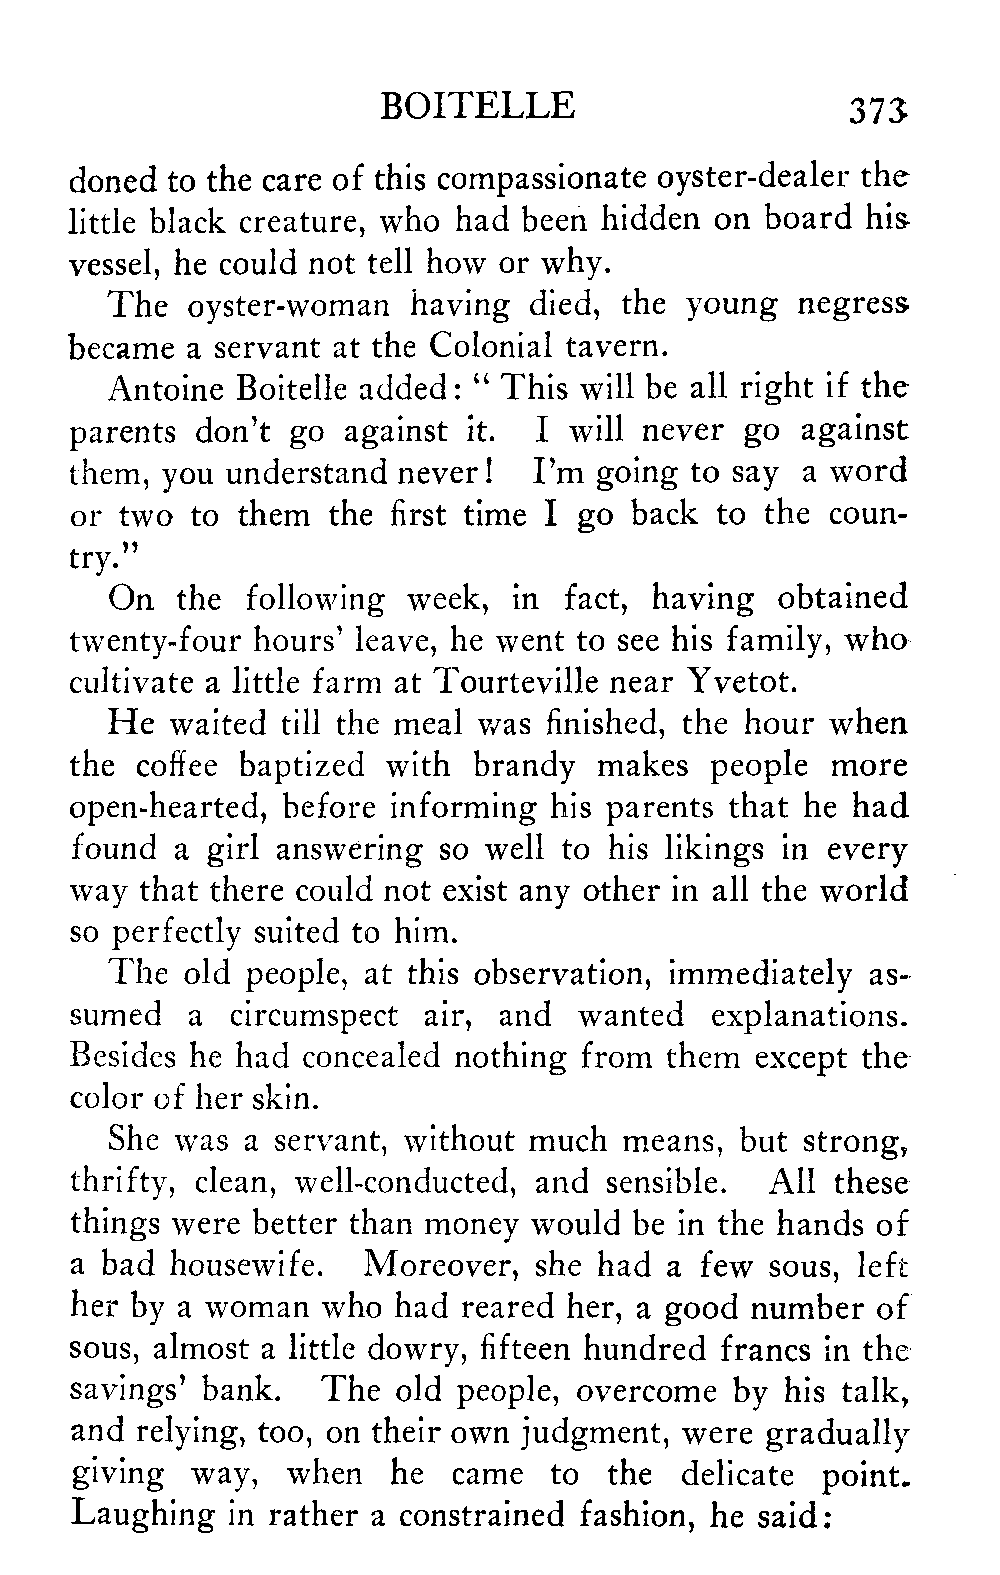 BOITELLE 373
doned to the care of this compassionate oyster-dealer the
little black creature, who had been hidden on board his
vessel, he could not tell how or why.
The oyster-woman having died, the young negress
became a servant at the Colonial tavern.
Antoine Boitelle added: “ This will be all right if the
parents don't go against it. I will never go against
them, you understand never! I'm going to say a word
or two to them the first time I go back to the coun-
try.”
On the following week, in fact, having obtained
twenty-four hours' leave, he went to see his family, who
cultivate a little farm at Tourteville near Yvetot.
He waited till the meal was finished, the hour when
the coffee baptized with brandy makes people more
open-hearted, before informing his parents that he had
found a girl answering so well to his likings in every
way that there could not exist any other in all the world
so perfectly suited to him.
The old people, at this observation, immediately as-
sumed a circumspect air, and wanted explanations.
Besides he had concealed nothing from them except the
color of her skin.
She was a servant, without much means, but strong,
thrifty, clean, well-conducted, and sensible. All these
things were better than money would be in the hands of
a bad housewife. Moreover, she had a few sous, left
her by a woman who had reared her, a good number of
sous, almost a little dowry, fifteen hundred francs in the
savings' bank. The old people, overcome by his talk,
and relying, too, on their own judgment, were gradually
giving way, when he came to the delicate point.
Laughing in rather a constrained fashion, he said: